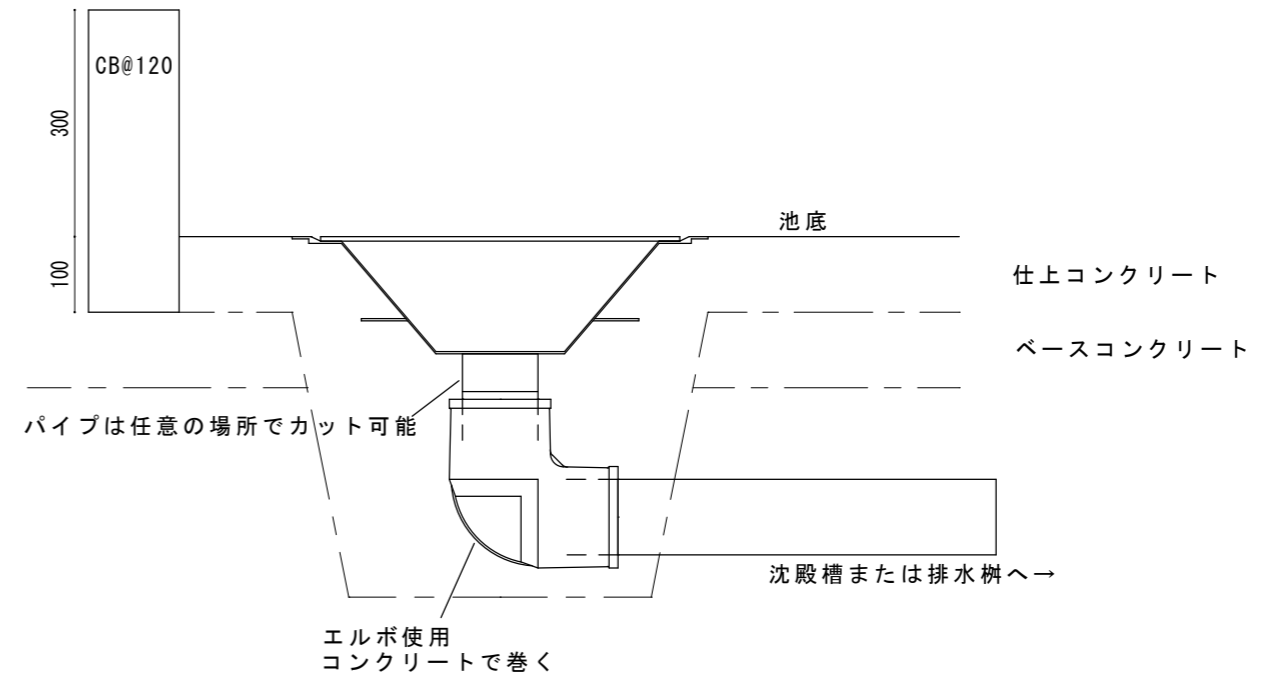 CB@120
300
池底
100
仕上コンクリート
ベースコンクリート
パイプは任意の場所でカット可能
沈殿槽または排水桝へ→
エルボ使用
コンクリートで巻く